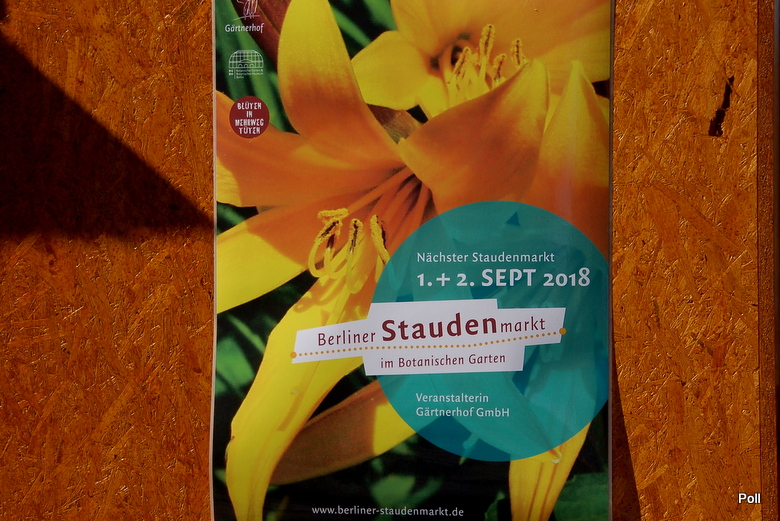 Gärtnerhof
BLÜTEN
IN
MEHRWEG
TÜTEN
Nächster Staudenmarkt
1.+ 2. SEPT 2018
Berliner Staudenmarkt
im Botanischen Garten
Veranstalterin
Gärtnerhof GmbH
www.berliner-staudenmarkt.de
Poll